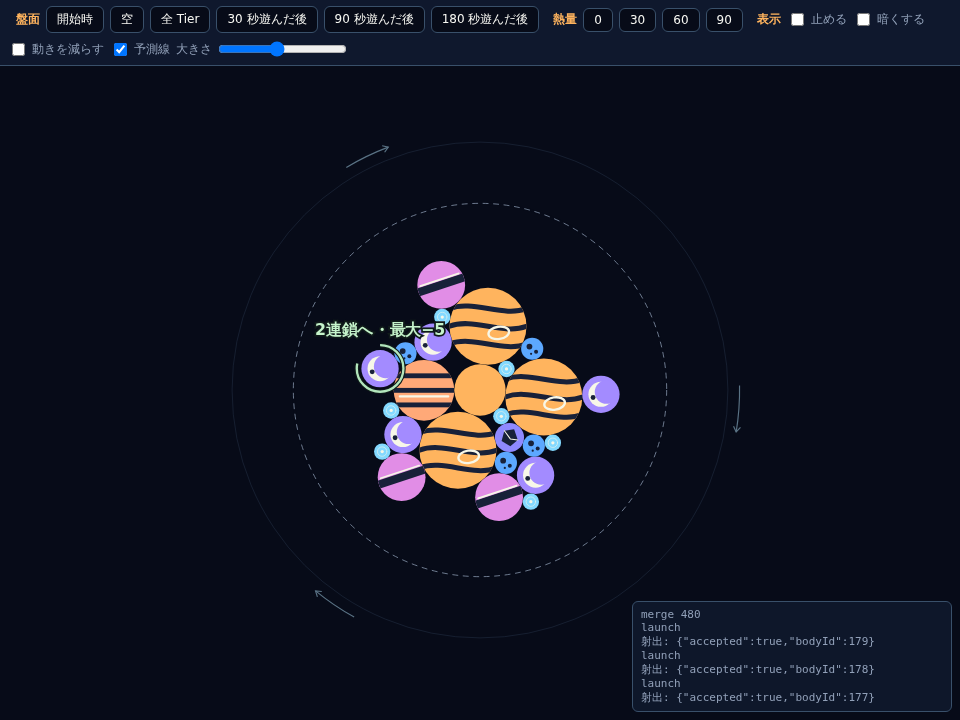 盤面 開始時 空 全 Tier 30 秒遊んだ後 90 秒遊んだ後 180 秒遊んだ後 熱量 0 30 60 90 表示 止める 暗くする
動きを減らす 予測線 大きさ
2連鎖へ・最大=5
merge 480
launch
射出: {"accepted":true,"bodyId":179}
launch
射出: {"accepted":true,"bodyId":178}
launch
射出: {"accepted":true,"bodyId":177}